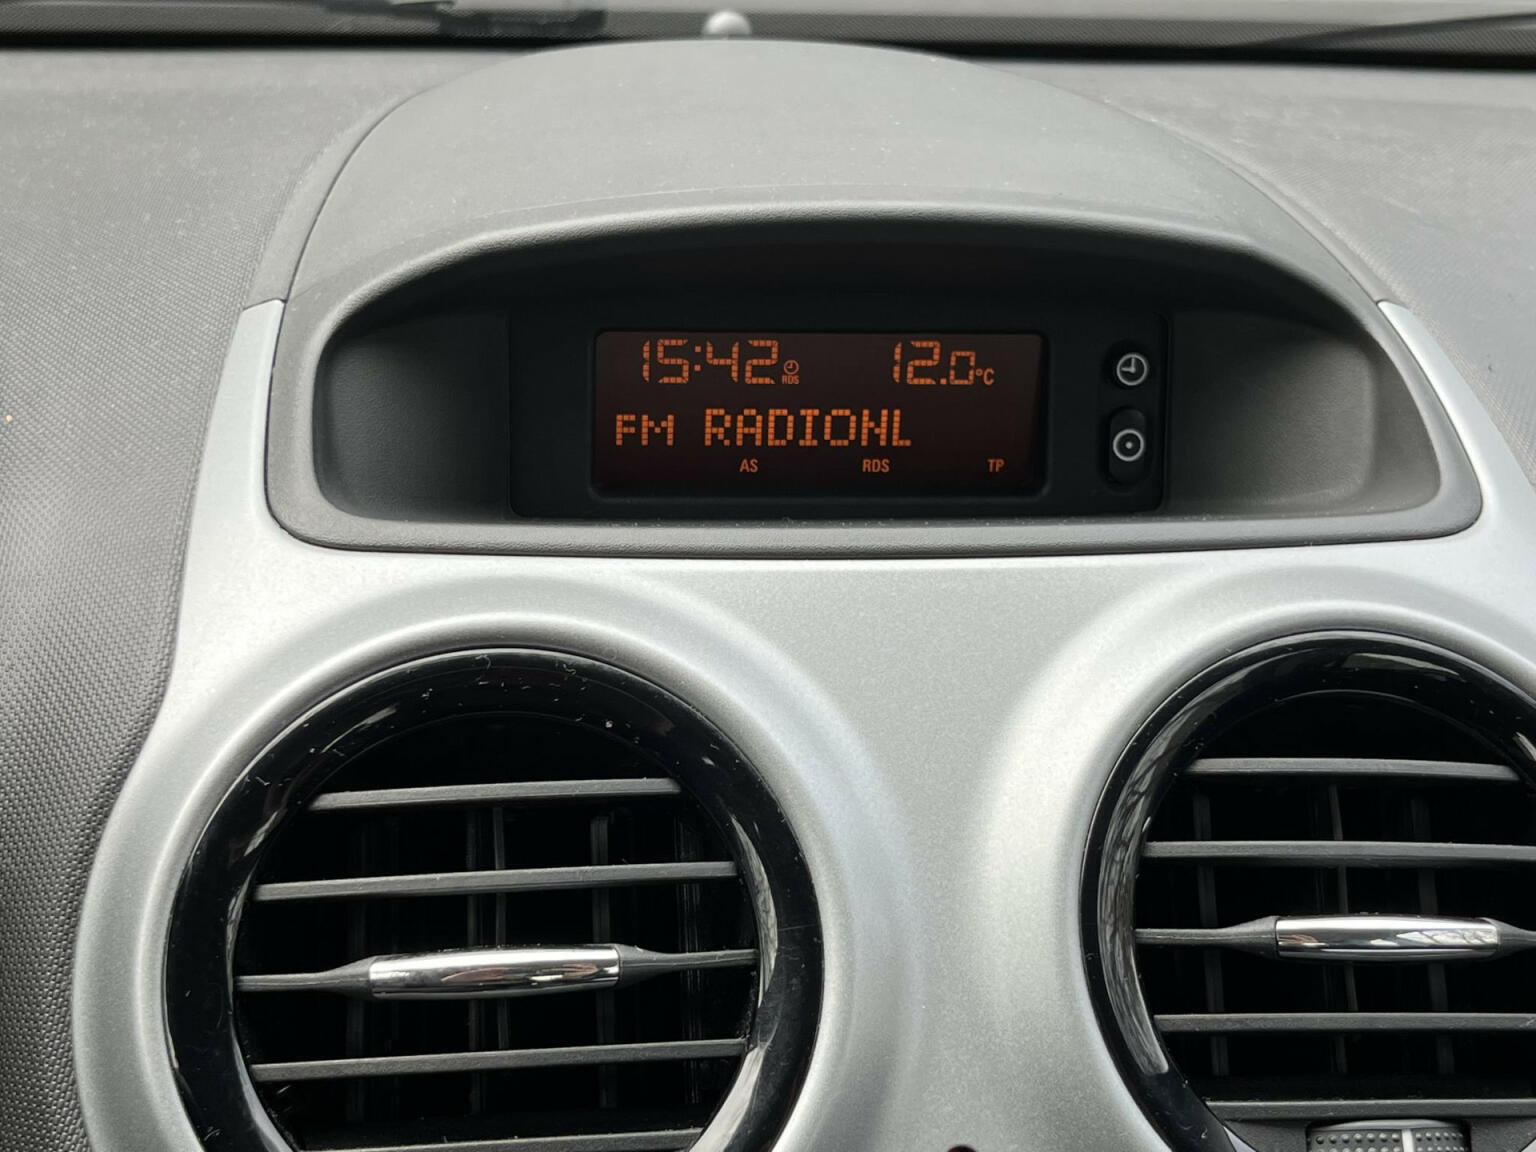 15:42 RDS 12.0°C
FM RADIONL
AS RDS TP